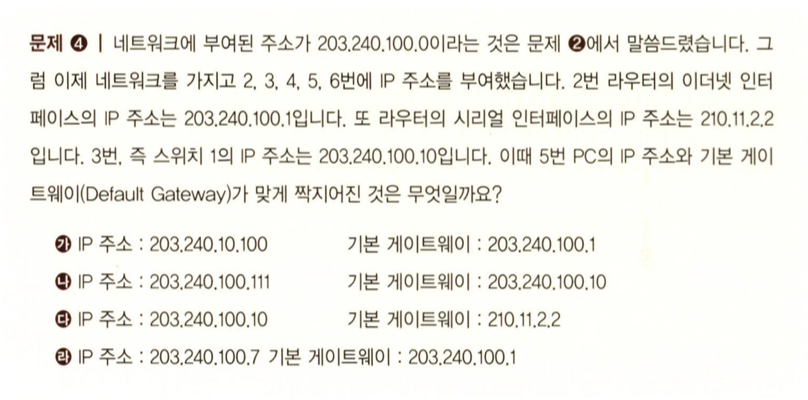 문제 ❹ | 네트워크에 부여된 주소가 203.240.100.0이라는 것은 문제 ❷에서 말씀드렸습니다. 그
럼 이제 네트워크를 가지고 2, 3, 4, 5, 6번에 IP 주소를 부여했습니다. 2번 라우터의 이더넷 인터
페이스의 IP 주소는 203.240.100.1입니다. 또 라우터의 시리얼 인터페이스의 IP 주소는 210.11.2.2
입니다. 3번, 즉 스위치 1의 IP 주소는 203.240.100.10입니다. 이때 5번 PC의 IP 주소와 기본 게이
트웨이(Default Gateway)가 맞게 짝지어진 것은 무엇일까요?
㉮ IP 주소 : 203.240.10.100 기본 게이트웨이 : 203.240.100.1
㉯ IP 주소 : 203.240.100.111 기본 게이트웨이 : 203.240.100.10
㉰ IP 주소 : 203.240.100.10 기본 게이트웨이 : 210.11.2.2
㉱ IP 주소 : 203.240.100.7 기본 게이트웨이 : 203.240.100.1